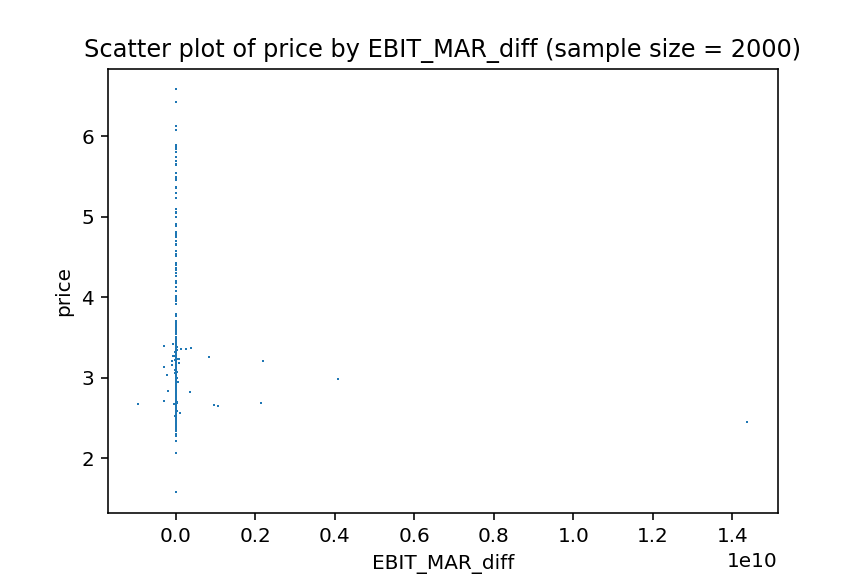 Scatter plot of price by EBIT_MAR_diff (sample size = 2000)
price
6
5
4
3
2
0.0 0.2 0.4 0.6 0.8 1.0 1.2 1.4
1e10
EBIT_MAR_diff